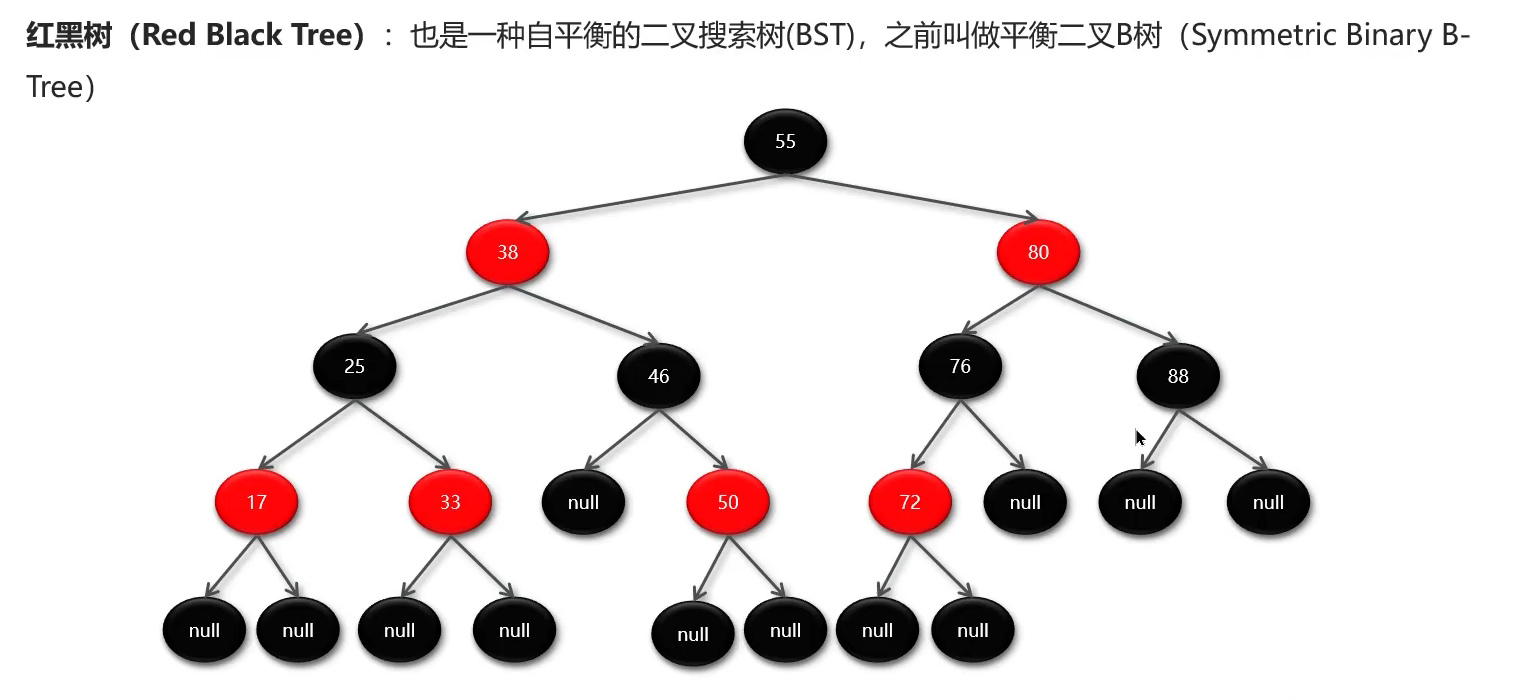 红黑树（Red Black Tree）：也是一种自平衡的二叉搜索树(BST)，之前叫做平衡二叉B树（Symmetric Binary B-
Tree）
55
38 80
25 46 76 88
17 33 null 50 72 null null null
null null null null null null null null